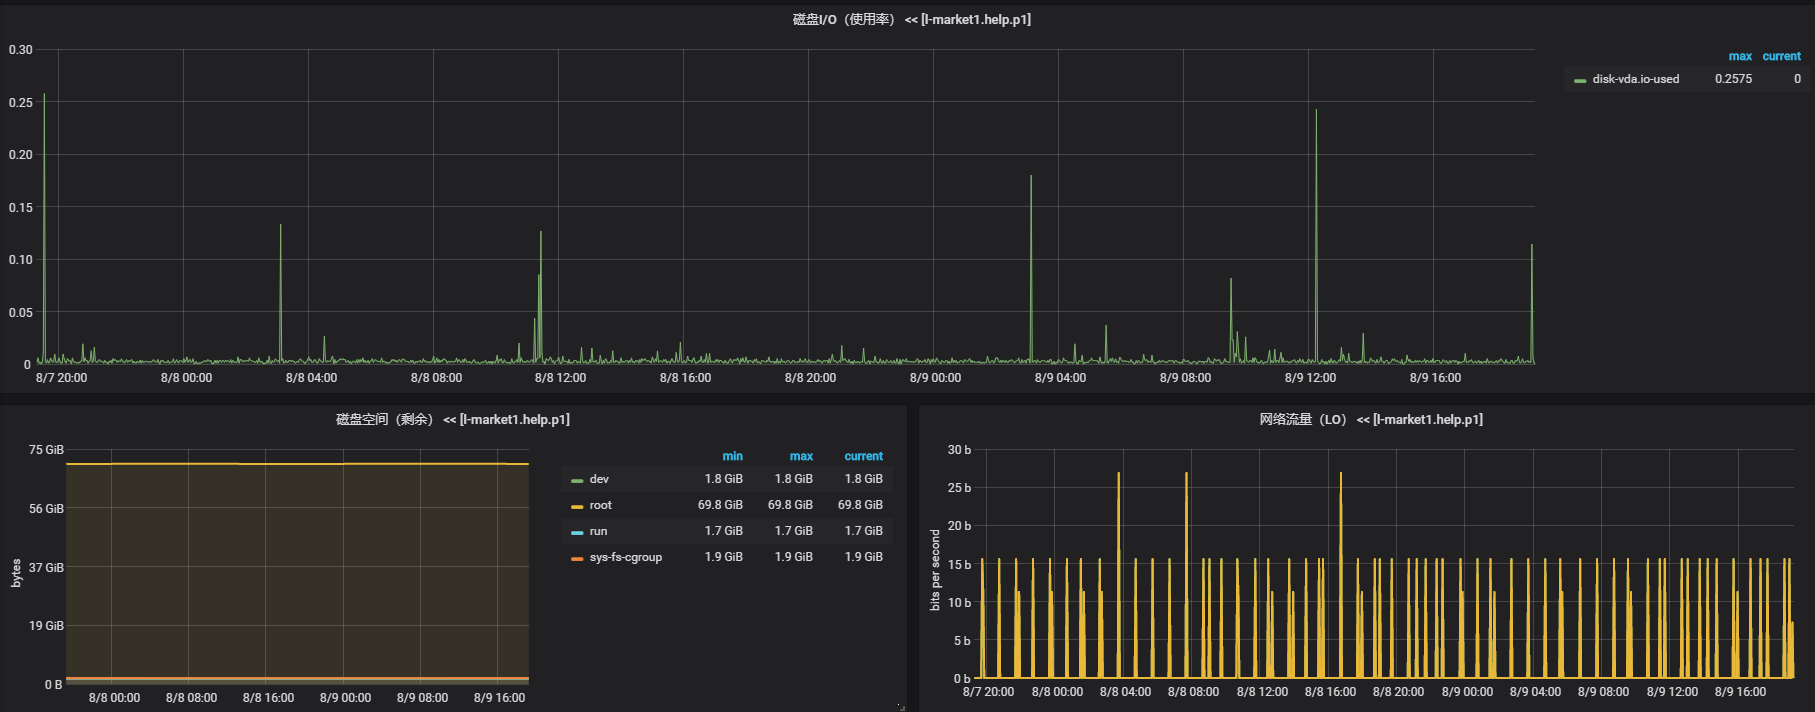 磁盘I/O（使用率） << [l-market1.help.p1]
0.30
0.25
0.20
0.15
0.10
0.05
0
8/7 20:00 8/8 00:00 8/8 04:00 8/8 08:00 8/8 12:00 8/8 16:00 8/8 20:00 8/9 00:00 8/9 04:00 8/9 08:00 8/9 12:00 8/9 16:00
max current
disk-vda.io-used 0.2575 0
磁盘空间（剩余） << [l-market1.help.p1]
bytes
75 GiB
56 GiB
37 GiB
19 GiB
0 B
8/8 00:00 8/8 08:00 8/8 16:00 8/9 00:00 8/9 08:00 8/9 16:00
min max current
dev 1.8 GiB 1.8 GiB 1.8 GiB
root 69.8 GiB 69.8 GiB 69.8 GiB
run 1.7 GiB 1.7 GiB 1.7 GiB
sys-fs-cgroup 1.9 GiB 1.9 GiB 1.9 GiB
网络流量（LO） << [l-market1.help.p1]
bits per second
30 b
25 b
20 b
15 b
10 b
5 b
0 b
8/7 20:00 8/8 00:00 8/8 04:00 8/8 08:00 8/8 12:00 8/8 16:00 8/8 20:00 8/9 00:00 8/9 04:00 8/9 08:00 8/9 12:00 8/9 16:00